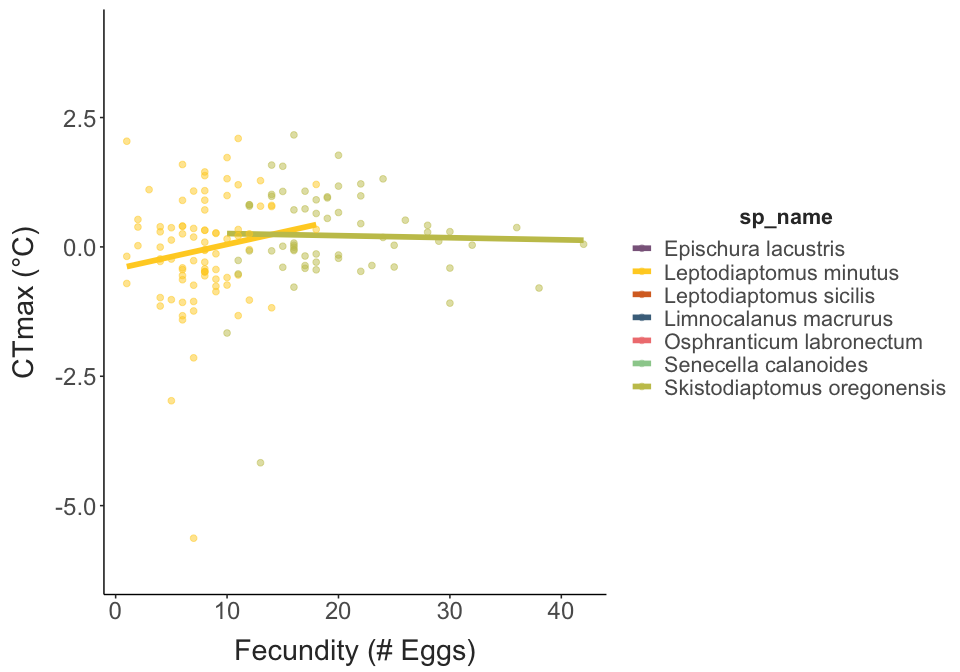 CTmax (°C)
2.5
0.0
-2.5
-5.0
0
10
20
30
40
Fecundity (# Eggs)
sp_name
Epischura lacustris
Leptodiaptomus minutus
Leptodiaptomus sicilis
Limnocalanus macrurus
Osphranticum labronectum
Senecella calanoides
Skistodiaptomus oregonensis